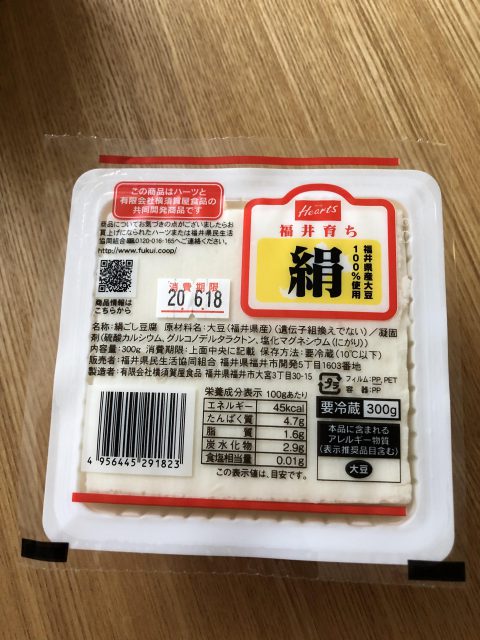 この商品はハーツと
有限会社横須賀屋食品の
共同開発商品です
商品についてお気づきの点がございましたらお
買上げになられたハーツまたは福井県民生活
協同組合☎0120-016-165へご連絡ください。
http://www.fukui.coop/
商品情報は
こちらから
Hearts
福井育ち
絹
福井県産大豆
100%使用
消費期限
20 6.18
名称:絹ごし豆腐 原材料名:大豆(福井県産)(遺伝子組換えでない)/凝固
剤(硫酸カルシウム、グルコノデルタラクトン、塩化マグネシウム(にがり))
内容量:300g 消費期限:上面中央に記載 保存方法:要冷蔵(10℃以下)
販売者:福井県民生活協同組合 福井県福井市開発5丁目1603番地
製造者:有限会社横須賀屋食品 福井県福井市大宮3丁目30-15
プラ
フィルム:PP, PET
容器:PP
栄養成分表示 100gあたり
エネルギー 45kcal
たんぱく質 4.7g
脂質 1.6g
炭水化物 2.9g
食塩相当量 0.01g
この表示値は、目安です。
要冷蔵 300g
本品に含まれる
アレルギー物質
(表示推奨品目含む)
大豆
4 956445 291823